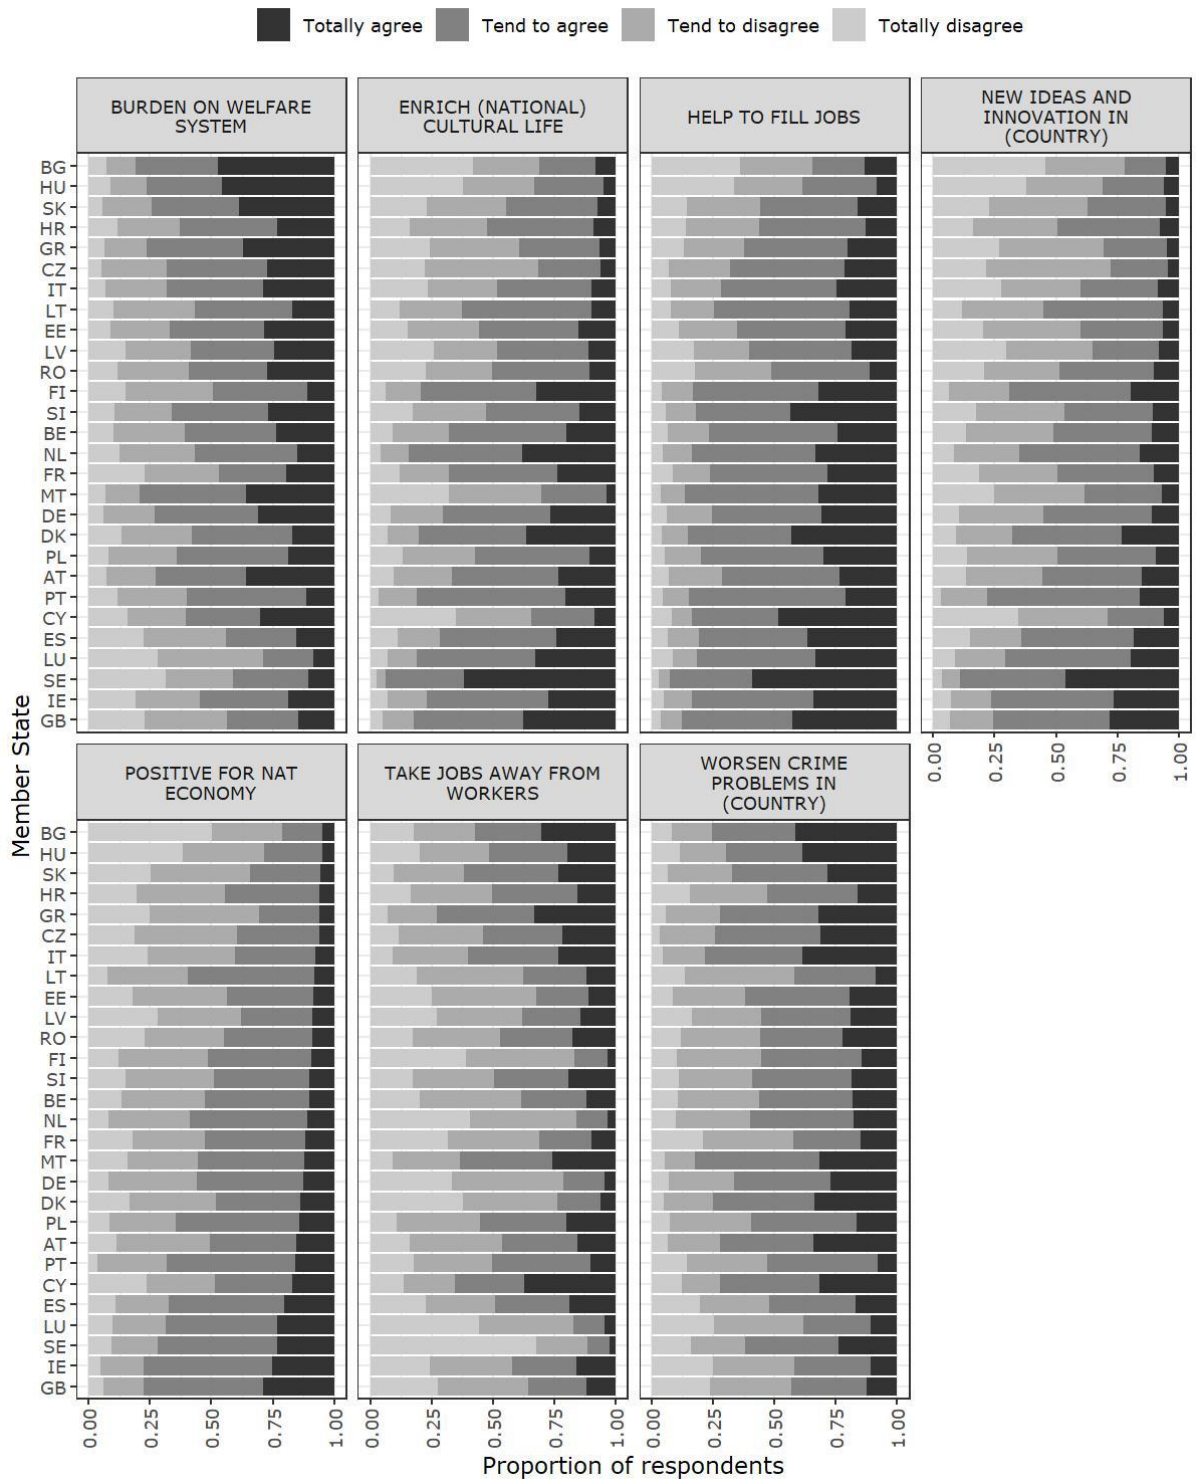 Totally agree Tend to agree Tend to disagree Totally disagree
BURDEN ON WELFARE
SYSTEM
ENRICH (NATIONAL)
CULTURAL LIFE
HELP TO FILL JOBS
NEW IDEAS AND
INNOVATION IN
(COUNTRY)
BG
HU
SK
HR
GR
CZ
IT
LT
EE
LV
RO
FI
SI
BE
NL
FR
MT
DE
DK
PL
AT
PT
CY
ES
LU
SE
IE
GB
0.00 0.25 0.50 0.75 1.00
Member State
POSITIVE FOR NAT
ECONOMY
TAKE JOBS AWAY FROM
WORKERS
WORSEN CRIME
PROBLEMS IN
(COUNTRY)
BG
HU
SK
HR
GR
CZ
IT
LT
EE
LV
RO
FI
SI
BE
NL
FR
MT
DE
DK
PL
AT
PT
CY
ES
LU
SE
IE
GB
0.00 0.25 0.50 0.75 1.00 0.00 0.25 0.50 0.75 1.00 0.00 0.25 0.50 0.75 1.00
Proportion of respondents